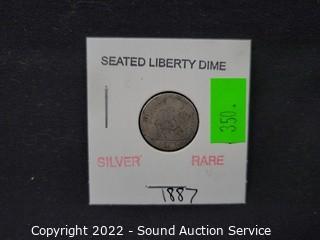 SEATED LIBERTY DIME
350.
SILVER RARE
1887
Copyright 2022 - Sound Auction Service